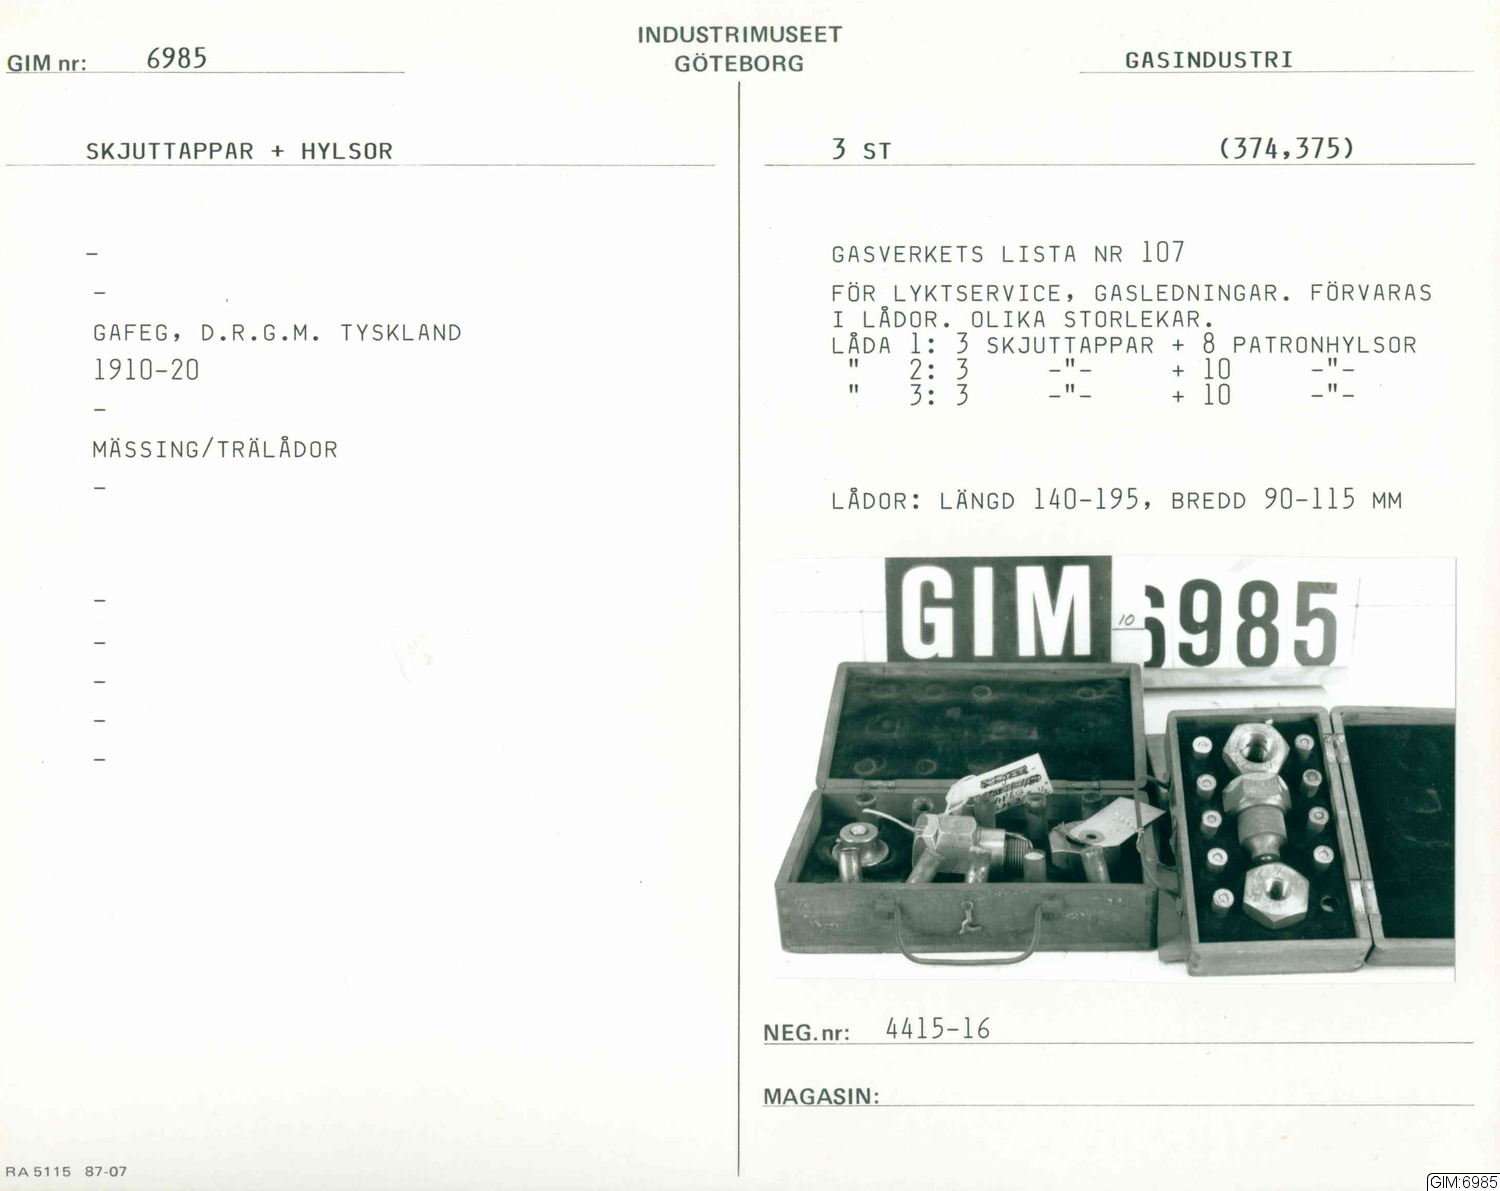 INDUSTRIMUSEET
GÖTEBORG
GIM nr: 6985
GASINDUSTRI
SKJUTTAPPAR + HYLSOR
3 ST (374,375)
–
–
GAFEG, D.R.G.M. TYSKLAND
1910-20
–
MÄSSING/TRÄLÅDOR
–
–
–
–
–
–
GASVERKETS LISTA NR 107
FÖR LYKTSERVICE, GASLEDNINGAR. FÖRVARAS
I LÅDOR. OLIKA STORLEKAR.
LÅDA 1: 3 SKJUTTAPPAR + 8 PATRONHYLSOR
" 2: 3 -"- + 10 -"-
" 3: 3 -"- + 10 -"-
LÅDOR: LÄNGD 140-195, BREDD 90-115 MM
GIM 10 6985
NEG.nr: 4415-16
MAGASIN:
RA 5115 87-07
GIM:6985